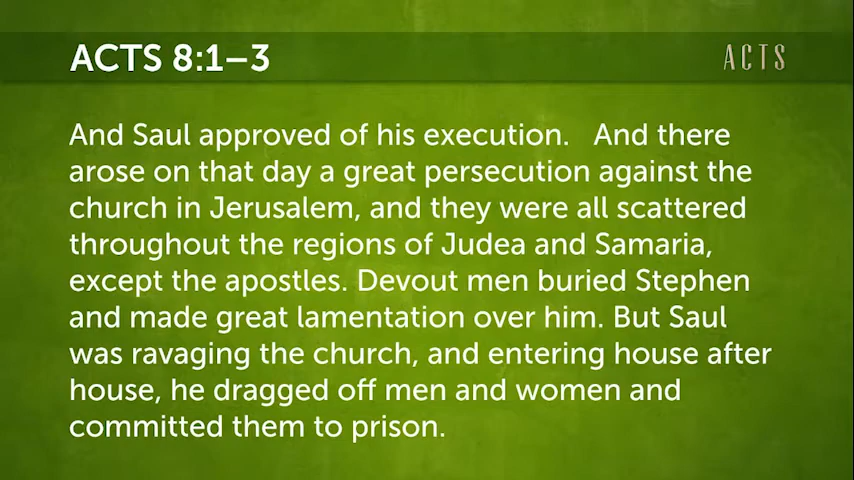 ACTS 8:1–3
ACTS
And Saul approved of his execution.   And there
arose on that day a great persecution against the
church in Jerusalem, and they were all scattered
throughout the regions of Judea and Samaria,
except the apostles. Devout men buried Stephen
and made great lamentation over him. But Saul
was ravaging the church, and entering house after
house, he dragged off men and women and
committed them to prison.